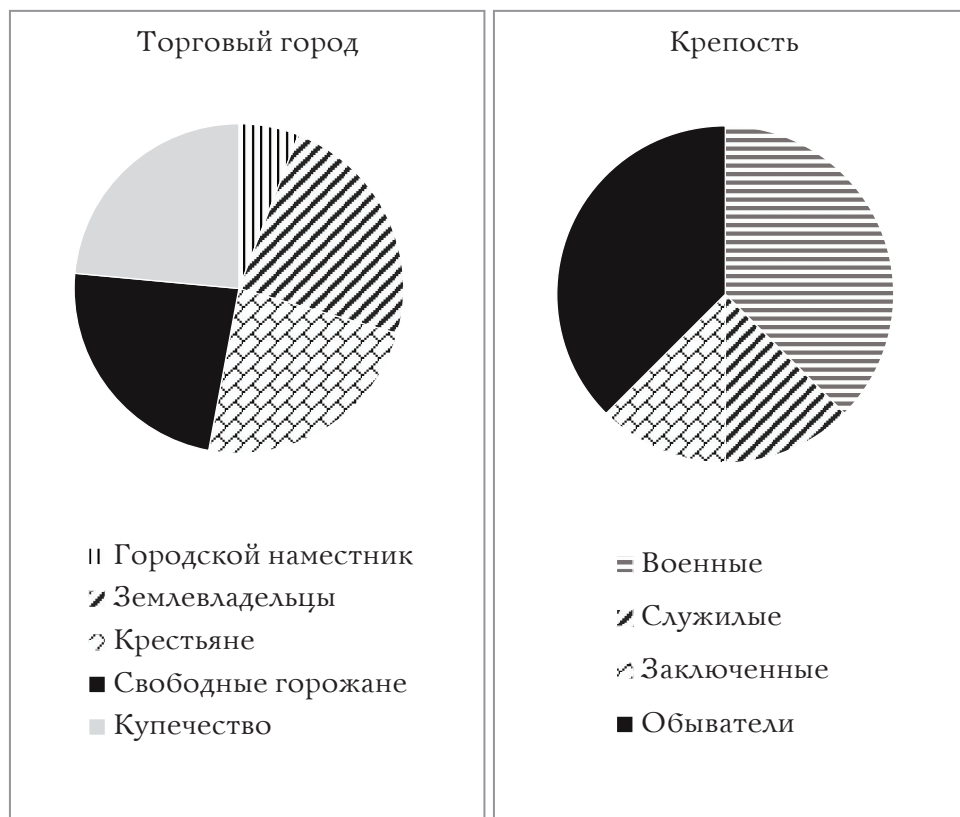 Торговый город
Городской наместник
Землевладельцы
Крестьяне
Свободные горожане
Купечество
Крепость
Военные
Служилые
Заключенные
Обыватели